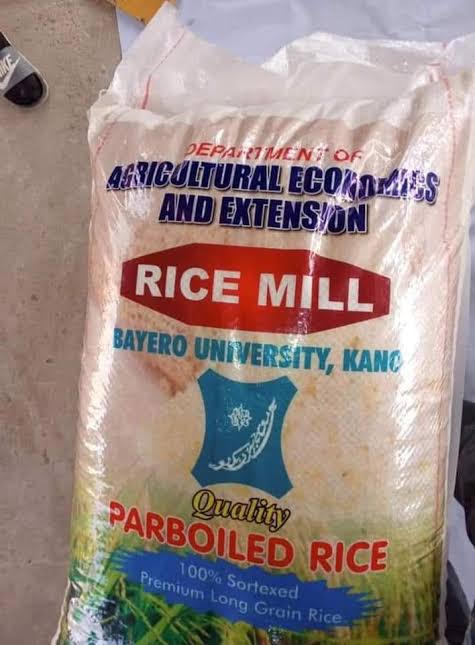 DEPARTMENT OF
AGRICULTURAL ECONOMICS
AND EXTENSION
RICE MILL
BAYERO UNIVERSITY, KANO
Quality
PARBOILED RICE
100% Sortexed
Premium Long Grain Rice